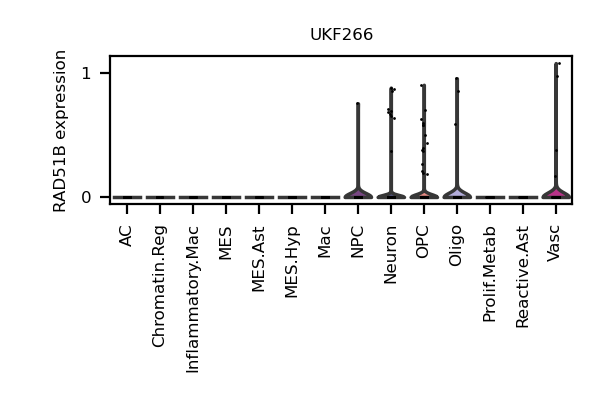 UKF266
RAD51B expression
1
0
AC
Chromatin.Reg
Inflammatory.Mac
MES
MES.Ast
MES.Hyp
Mac
NPC
Neuron
OPC
Oligo
Prolif.Metab
Reactive.Ast
Vasc